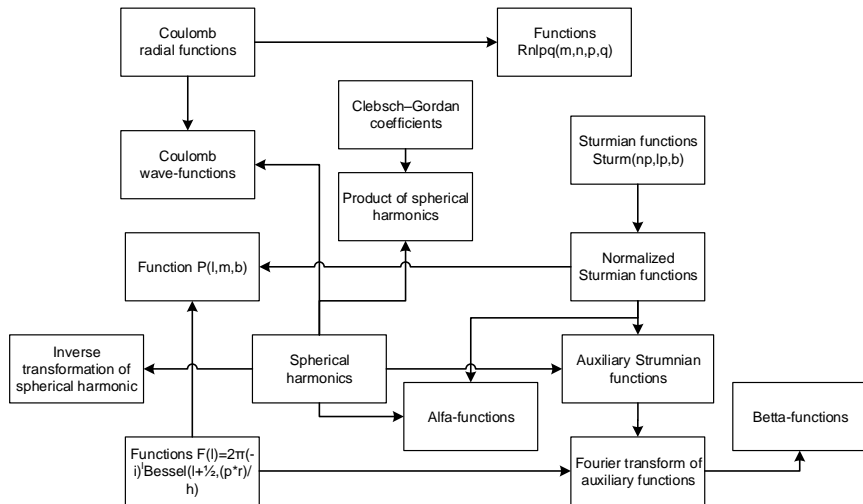 Coulomb
radial functions
Functions
Rnlpq(m,n,p,q)
Clebsch–Gordan
coefficients
Coulomb
wave-functions
Sturmian functions
Sturm(np,lp,b)
Product of spherical
harmonics
Function P(l,m,b)
Normalized
Sturmian functions
Inverse
transformation of
spherical harmonic
Spherical
harmonics
Auxiliary Strumnian
functions
Alfa-functions
Betta-functions
Functions F(l)=2π(-
i)ˡBessel(l+½,(p*r)/
h)
Fourier transform of
auxiliary functions